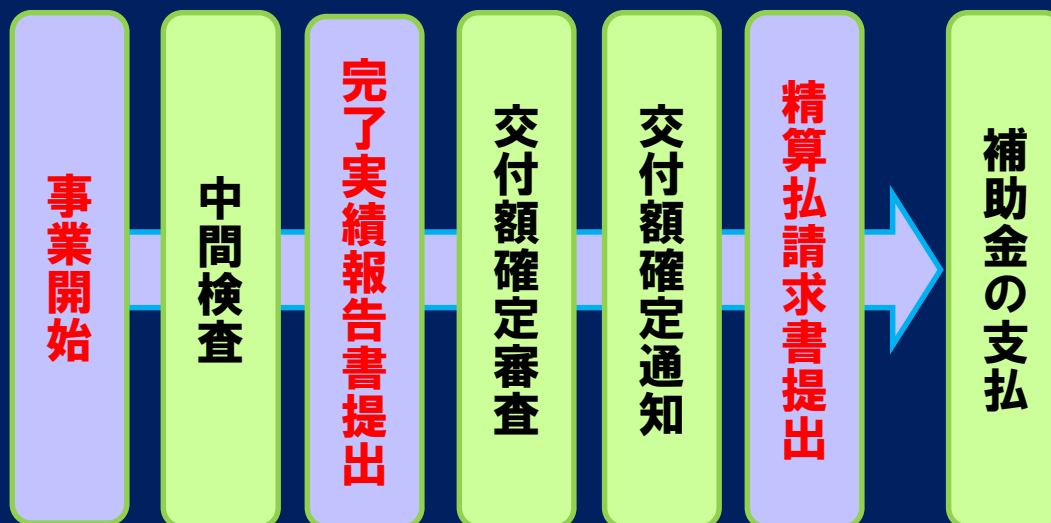 事業開始
中間検査
完了実績報告書提出
交付額確定審査
交付額確定通知
精算払請求書提出
補助金の支払